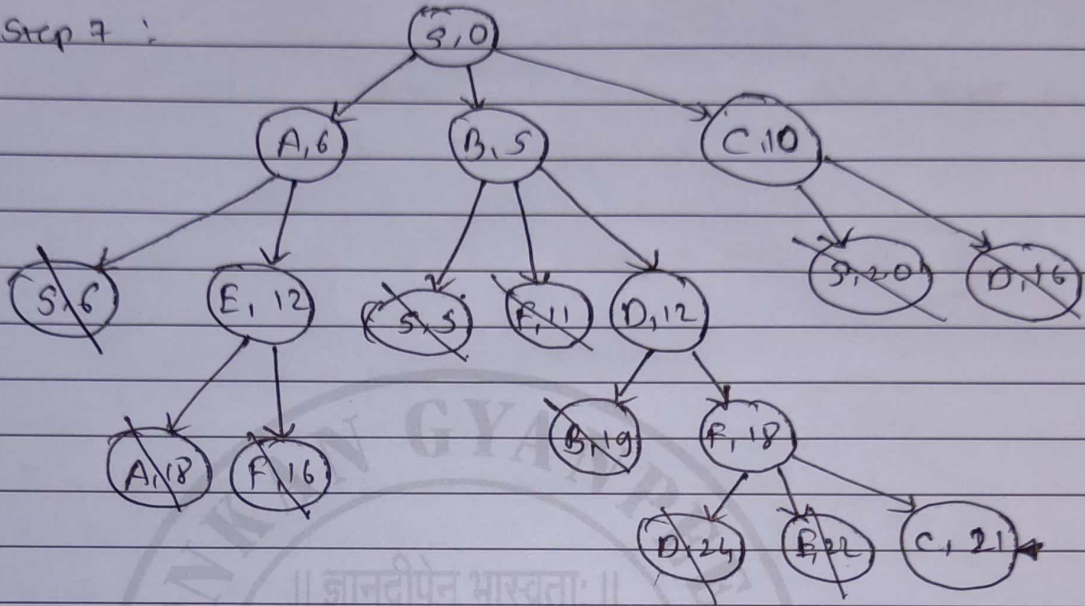 Step 7 :
S, 0
A, 6 B, 5 C, 10
S, 6 E, 12 S, 5 E, 11 D, 12 S, 20 D, 16
A, 18 F, 16 B, 19 F, 18
D, 24 E, 22 C, 21
|| ज्ञानदीपेन भास्वताः ||